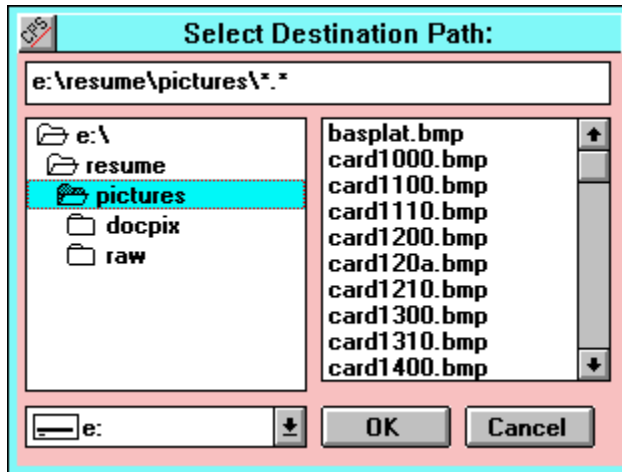 CPS
Select Destination Path:
e:\resume\pictures\*.*
e:\
resume
pictures
docpix
raw
basplat.bmp
card1000.bmp
card1100.bmp
card1110.bmp
card1200.bmp
card120a.bmp
card1210.bmp
card1300.bmp
card1310.bmp
card1400.bmp
e:
OK
Cancel